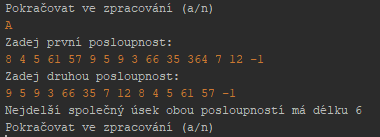 Pokračovat ve zpracování (a/n)
A
Zadej první posloupnost:
8 4 5 61 57 9 5 9 3 66 35 364 7 12 -1
Zadej druhou posloupnost:
9 5 9 3 66 35 7 12 8 4 5 61 57 -1
Nejdelší společný úsek obou posloupností má délku 6
Pokračovat ve zpracování (a/n)